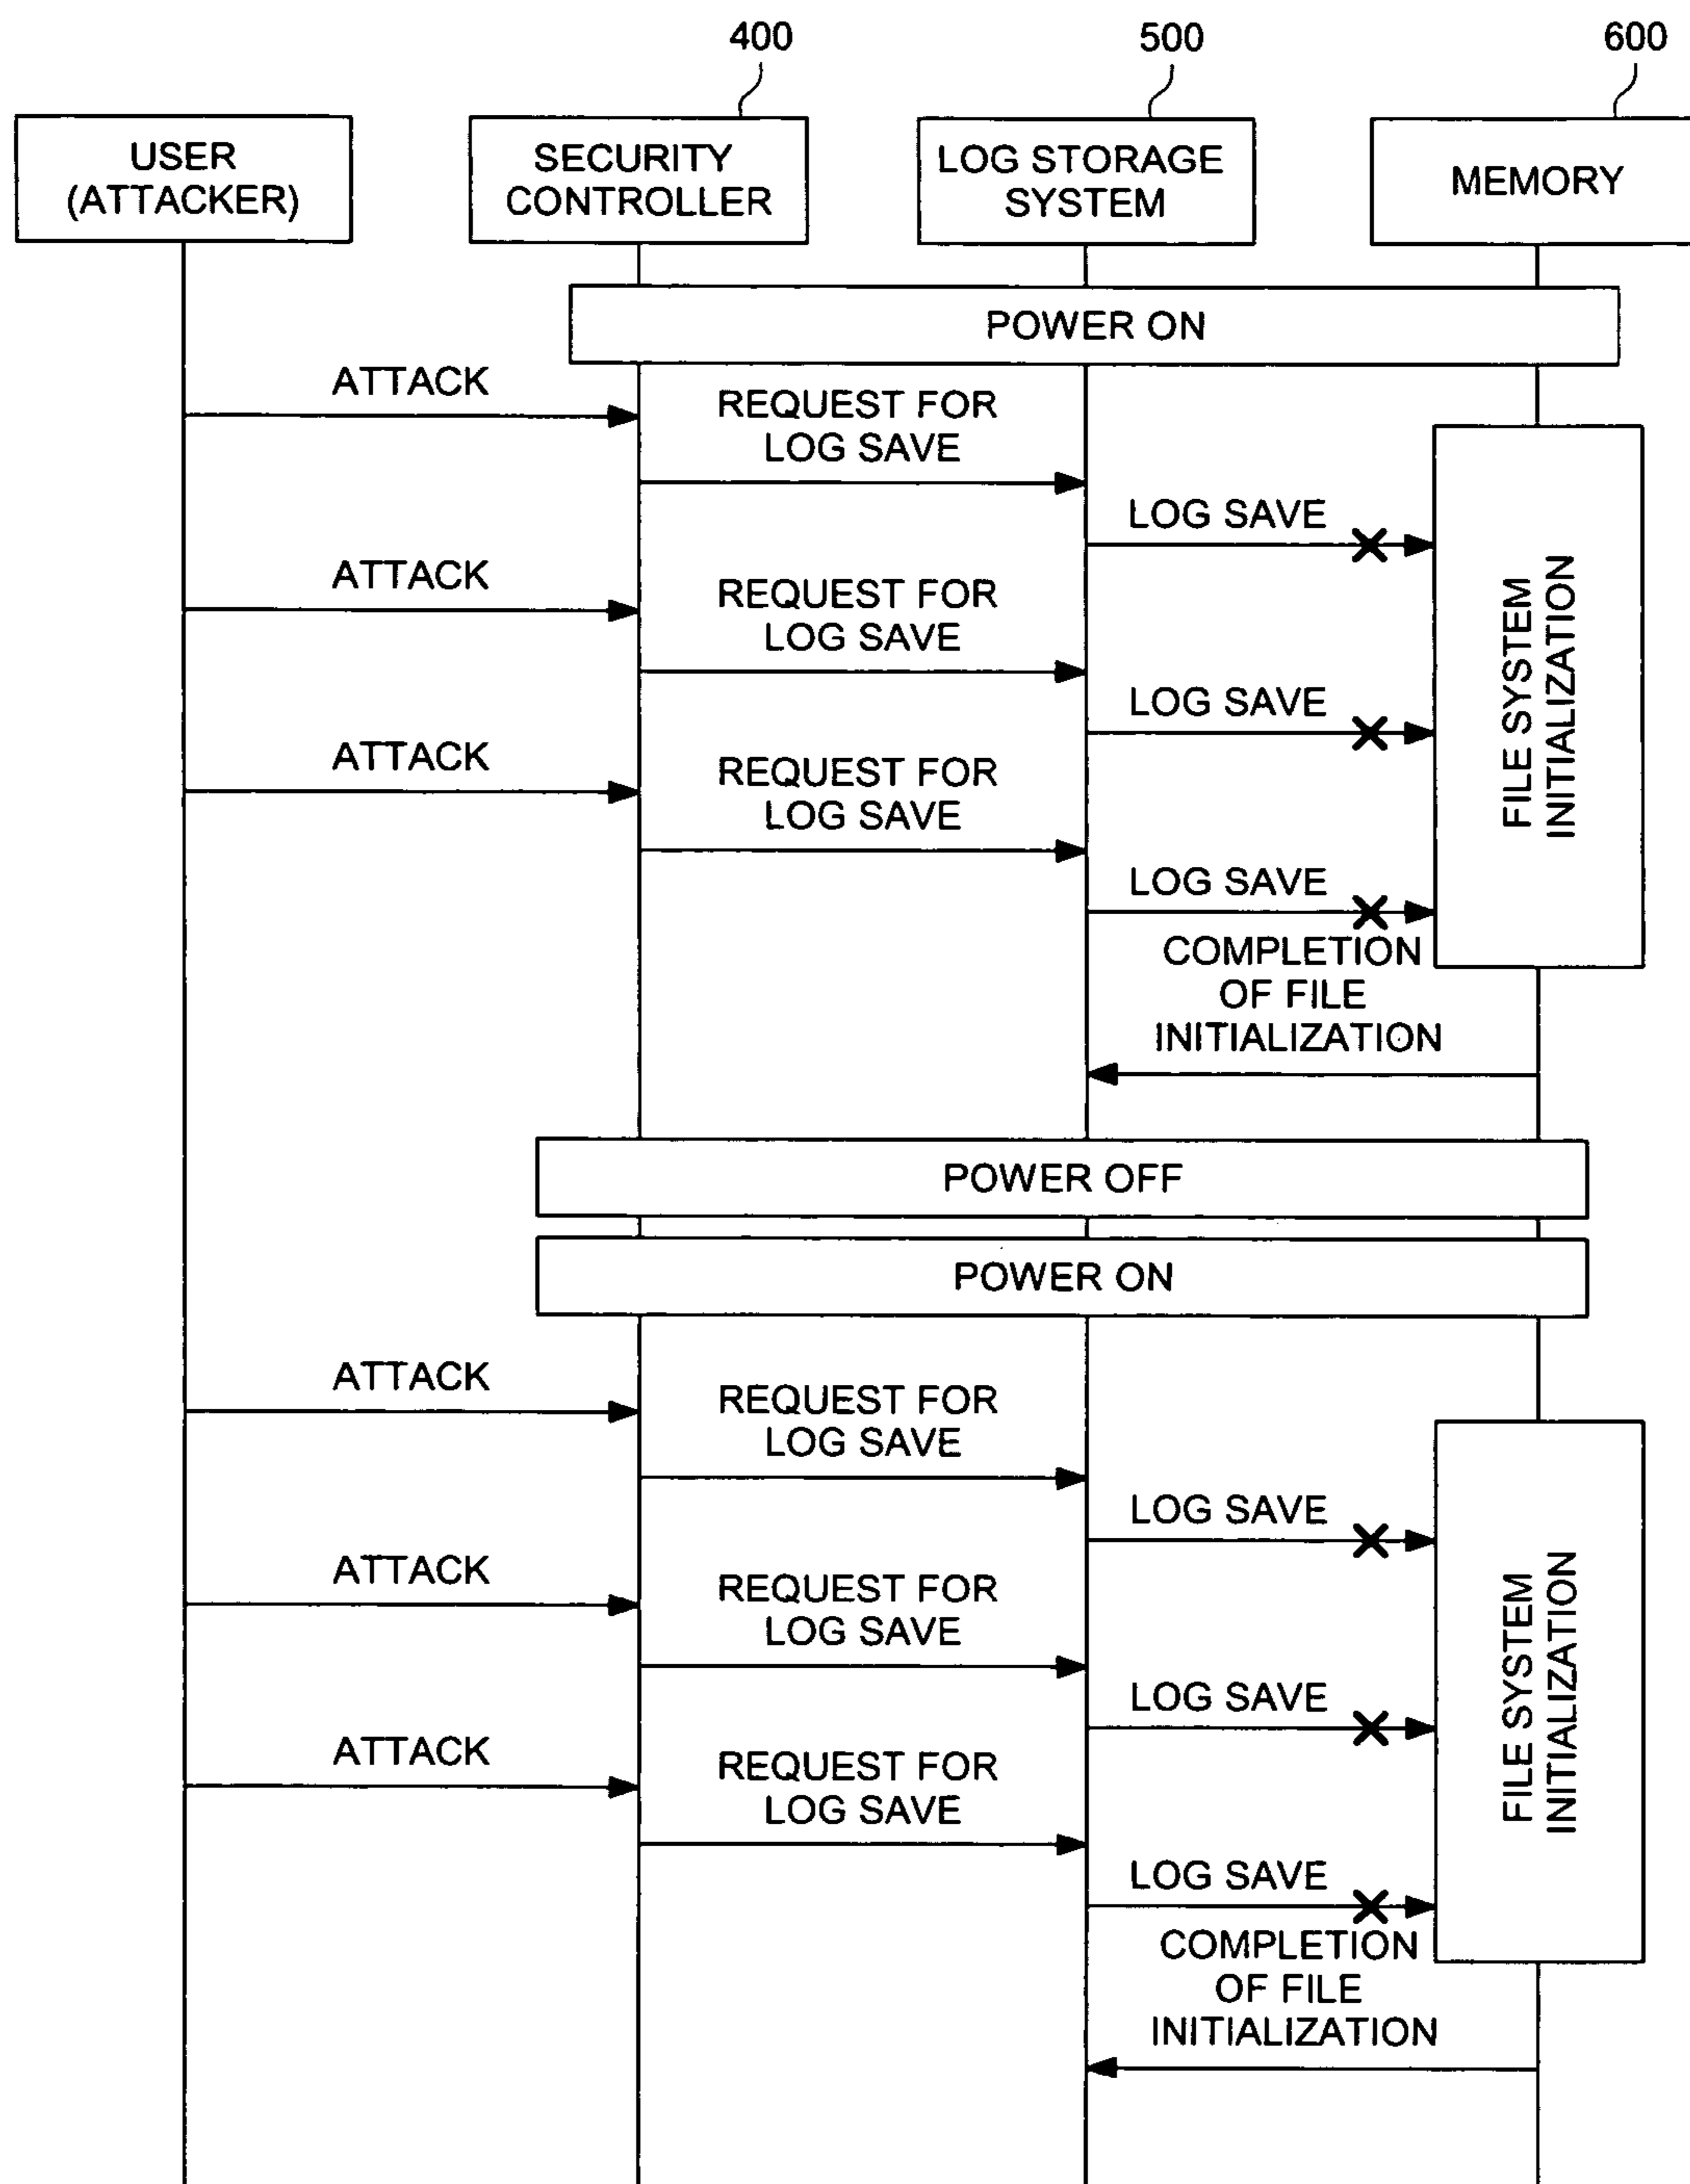 400
500
600
USER
(ATTACKER)
SECURITY
CONTROLLER
LOG STORAGE
SYSTEM
MEMORY
POWER ON
ATTACK
REQUEST FOR
LOG SAVE
LOG SAVE
ATTACK
REQUEST FOR
LOG SAVE
LOG SAVE
ATTACK
REQUEST FOR
LOG SAVE
LOG SAVE
FILE SYSTEM
INITIALIZATION
COMPLETION
OF FILE
INITIALIZATION
POWER OFF
POWER ON
ATTACK
REQUEST FOR
LOG SAVE
LOG SAVE
ATTACK
REQUEST FOR
LOG SAVE
LOG SAVE
ATTACK
REQUEST FOR
LOG SAVE
LOG SAVE
FILE SYSTEM
INITIALIZATION
COMPLETION
OF FILE
INITIALIZATION